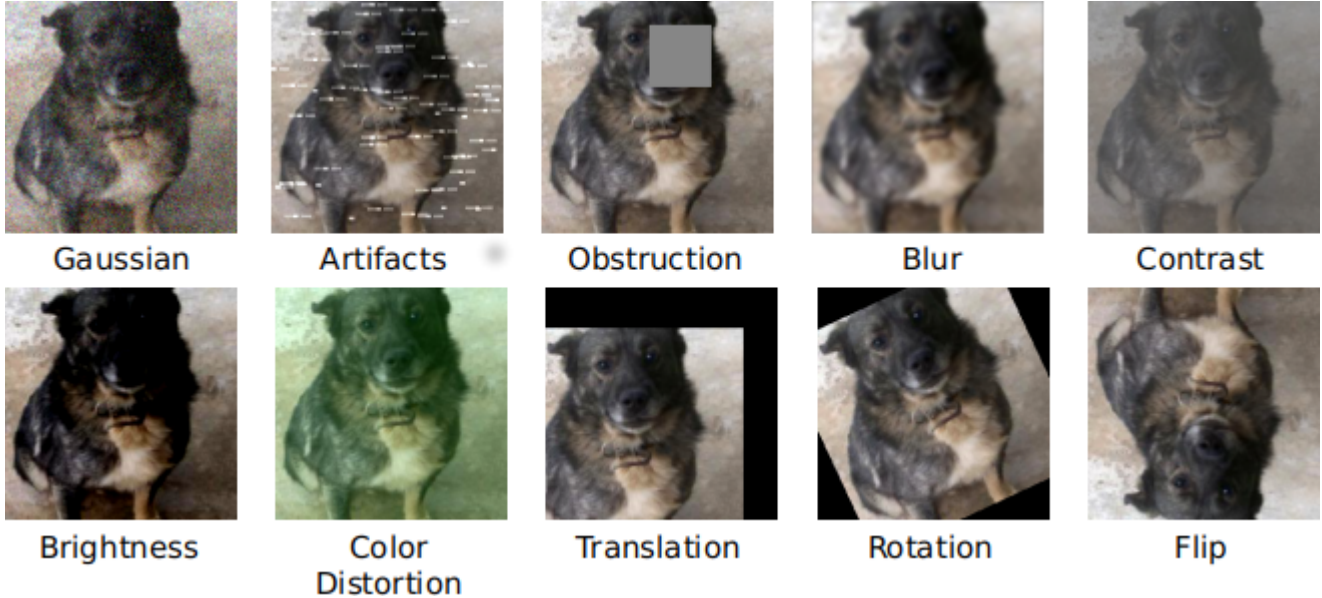 Gaussian
Artifacts
Obstruction
Blur
Contrast
Brightness
Color
Distortion
Translation
Rotation
Flip